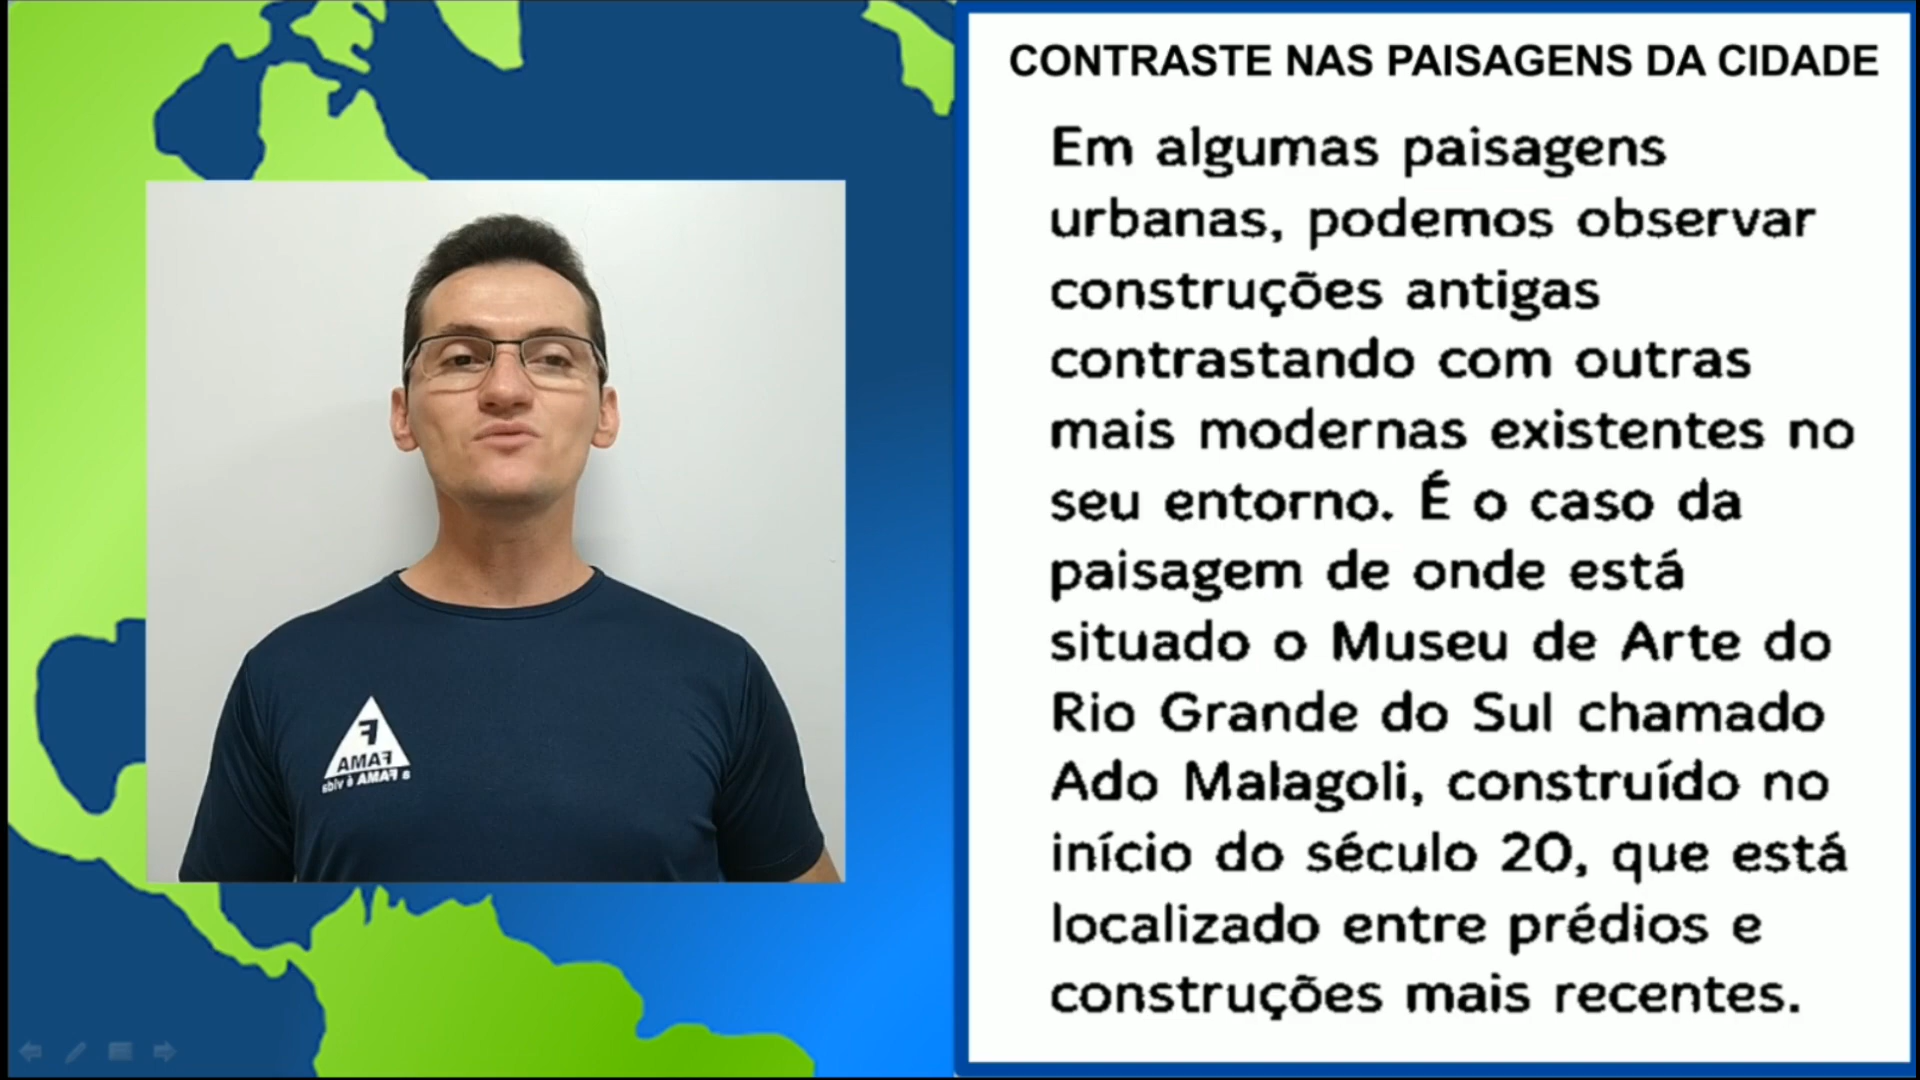 CONTRASTE NAS PAISAGENS DA CIDADE
Em algumas paisagens
urbanas, podemos observar
construções antigas
contrastando com outras
mais modernas existentes no
seu entorno. É o caso da
paisagem de onde está
situado o Museu de Arte do
Rio Grande do Sul chamado
Ado Malagoli, construído no
início do século 20, que está
localizado entre prédios e
construções mais recentes.
F
FAMA
a FAMA é vida